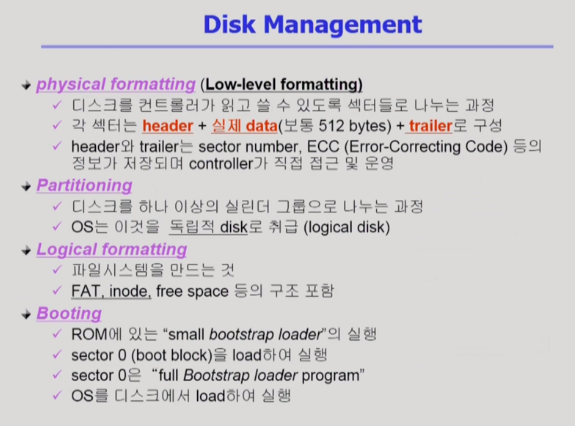 Disk Management
physical formatting (Low-level formatting)
디스크를 컨트롤러가 읽고 쓸 수 있도록 섹터들로 나누는 과정
각 섹터는 header + 실제 data(보통 512 bytes) + trailer로 구성
header와 trailer는 sector number, ECC (Error-Correcting Code) 등의
정보가 저장되며 controller가 직접 접근 및 운영
Partitioning
디스크를 하나 이상의 실린더 그룹으로 나누는 과정
OS는 이것을 독립적 disk로 취급 (logical disk)
Logical formatting
파일시스템을 만드는 것
FAT, inode, free space 등의 구조 포함
Booting
ROM에 있는 “small bootstrap loader”의 실행
sector 0 (boot block)을 load하여 실행
sector 0은 “full Bootstrap loader program”
OS를 디스크에서 load하여 실행